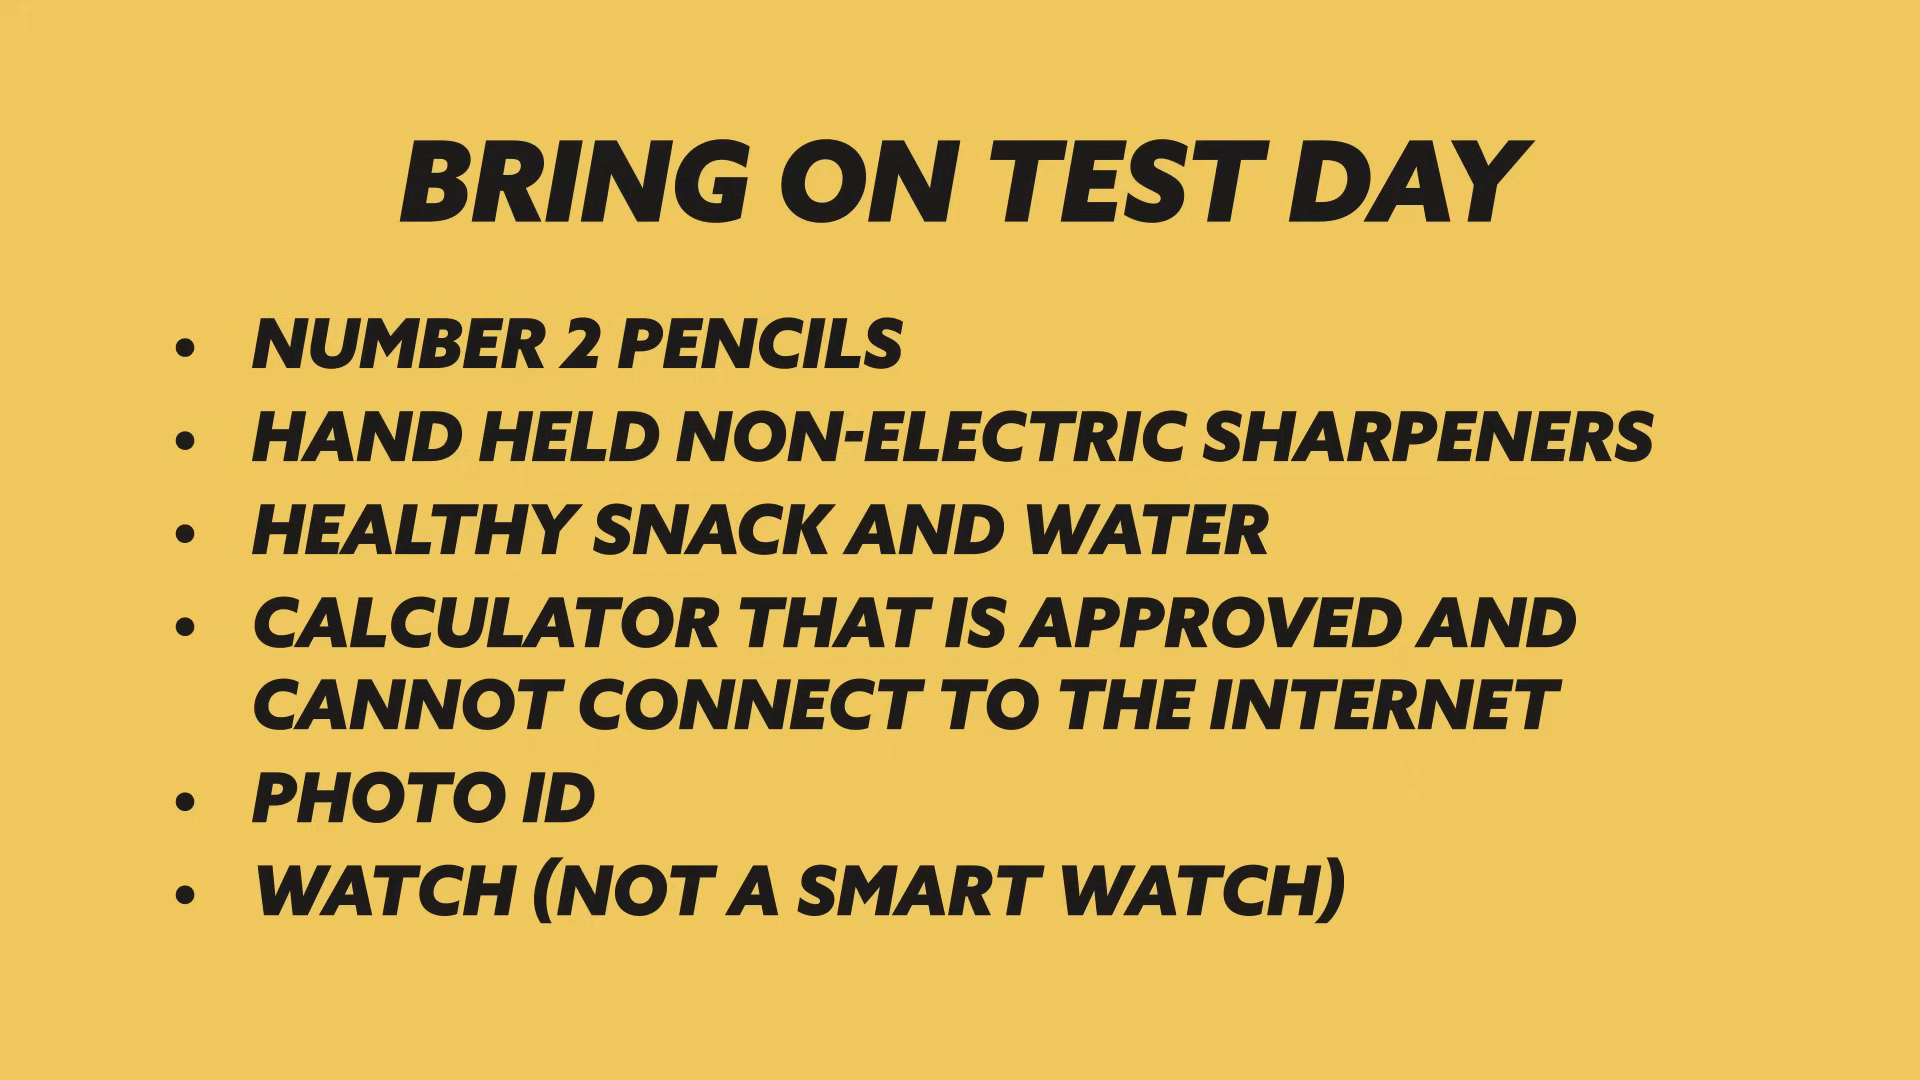 BRING ON TEST DAY
• NUMBER 2 PENCILS
• HAND HELD NON-ELECTRIC SHARPENERS
• HEALTHY SNACK AND WATER
• CALCULATOR THAT IS APPROVED AND
CANNOT CONNECT TO THE INTERNET
• PHOTO ID
• WATCH (NOT A SMART WATCH)